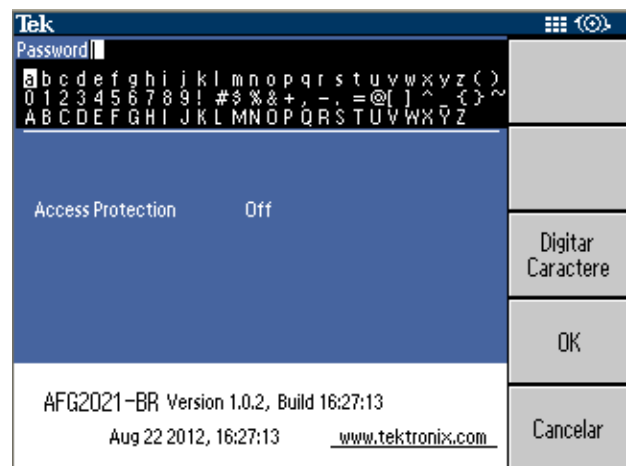 Tek
Password
a b c d e f g h i j k l m n o p q r s t u v w x y z ( )
0 1 2 3 4 5 6 7 8 9 ! # $ % & + , - . = @ [ ] ^ _ { } ~
A B C D E F G H I J K L M N O P Q R S T U V W X Y Z
Access Protection Off
Digitar
Caractere
OK
Cancelar
AFG2021-BR Version 1.0.2, Build 16:27:13
Aug 22 2012, 16:27:13 www.tektronix.com